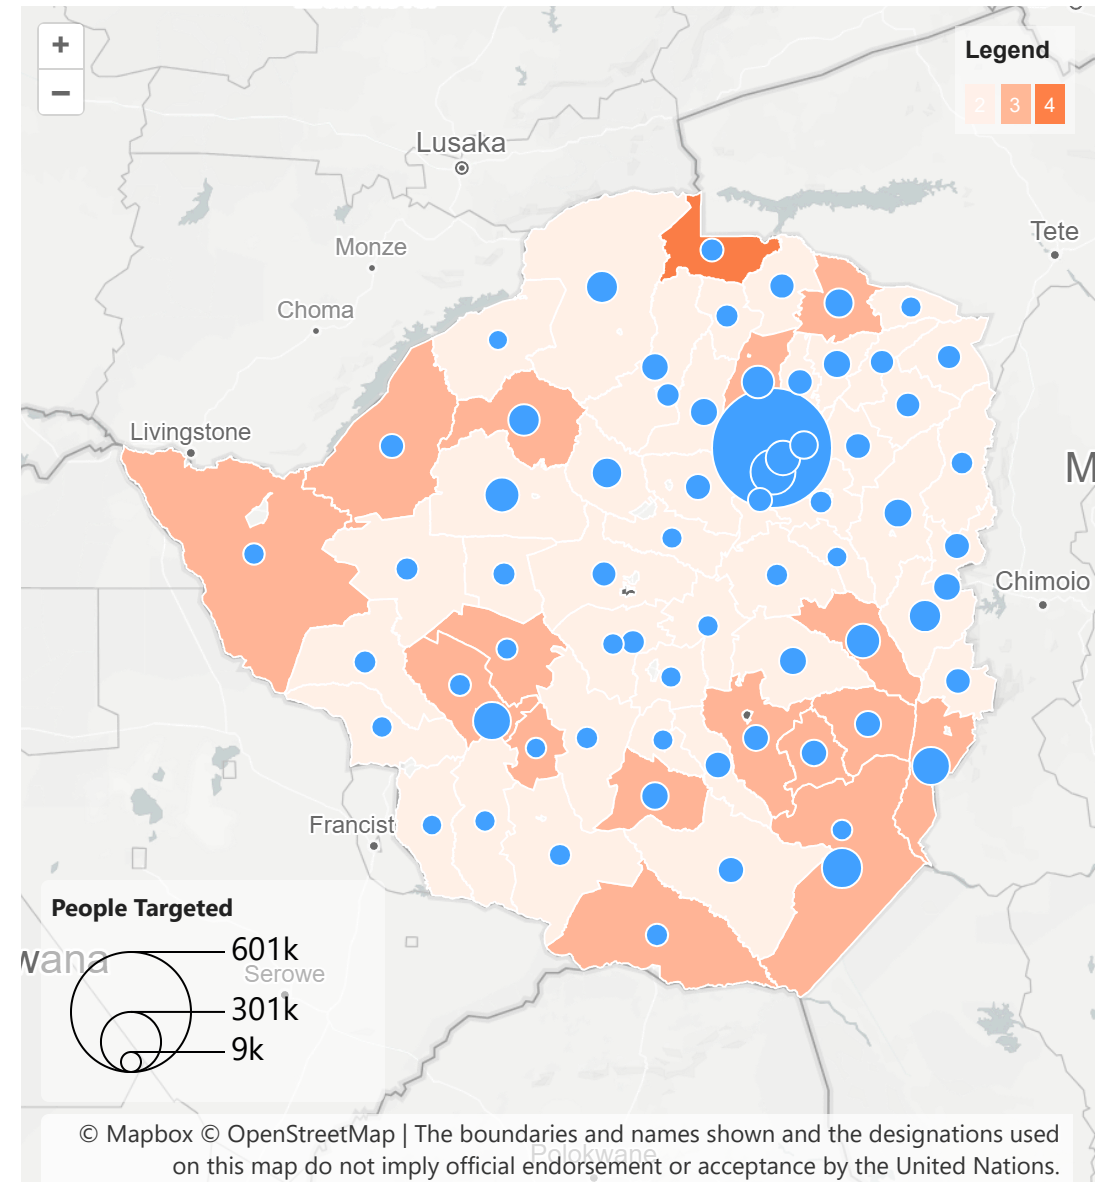 +
−
Legend
2 3 4
Lusaka
Tete
Monze
Choma
Livingstone
M
Chimoio
Francist
People Targeted
601k
301k
9k
wana
Serowe
Polokwane
© Mapbox © OpenStreetMap | The boundaries and names shown and the designations used
on this map do not imply official endorsement or acceptance by the United Nations.